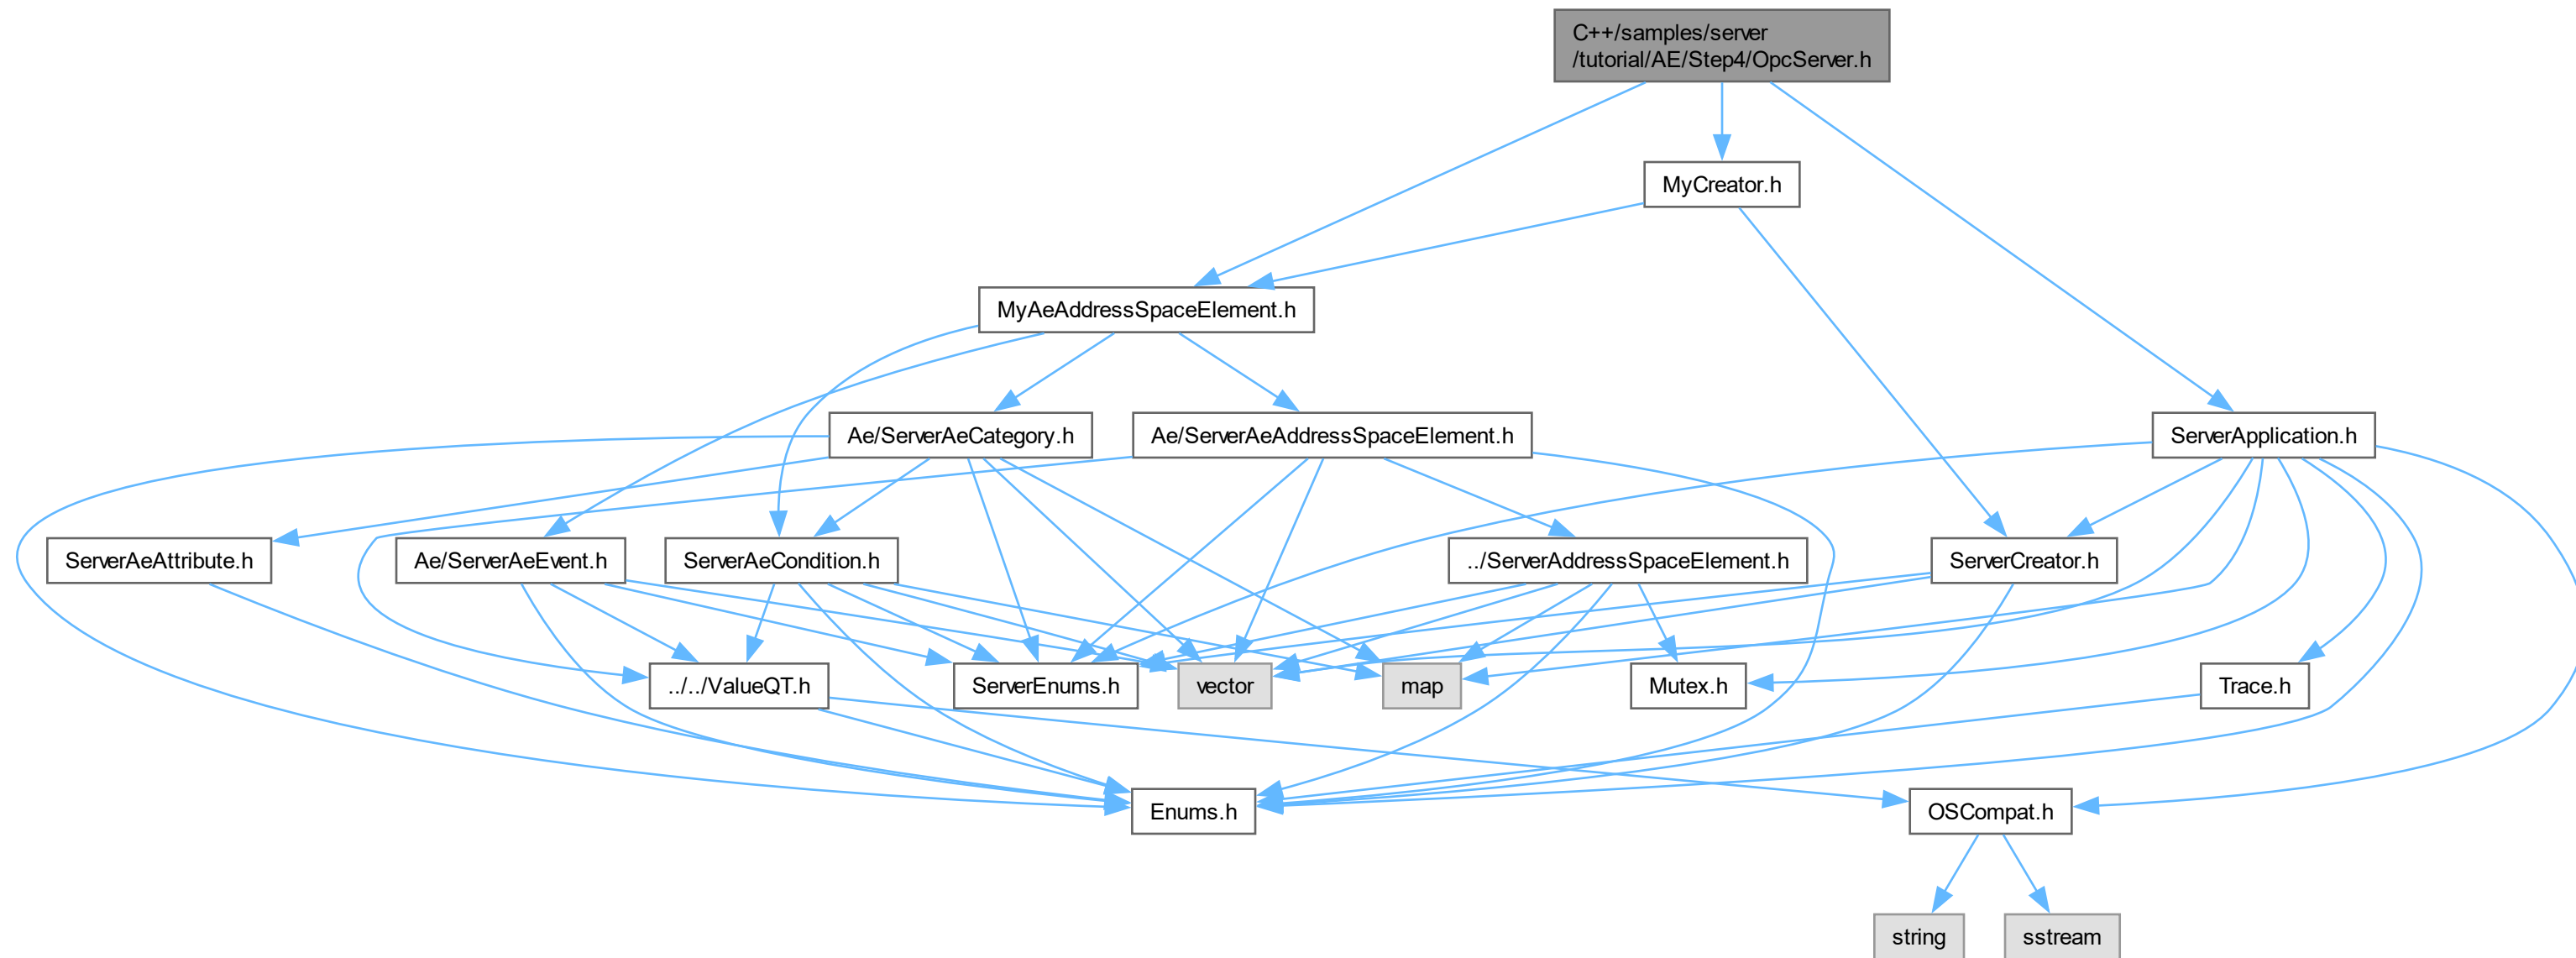 C++/samples/server
/tutorial/AE/Step4/OpcServer.h
MyCreator.h
MyAeAddressSpaceElement.h
Ae/ServerAeCategory.h
Ae/ServerAeAddressSpaceElement.h
ServerApplication.h
ServerAeAttribute.h
Ae/ServerAeEvent.h
ServerAeCondition.h
../ServerAddressSpaceElement.h
ServerCreator.h
../../ValueQT.h
ServerEnums.h
vector
map
Mutex.h
Trace.h
Enums.h
OSCompat.h
string
sstream